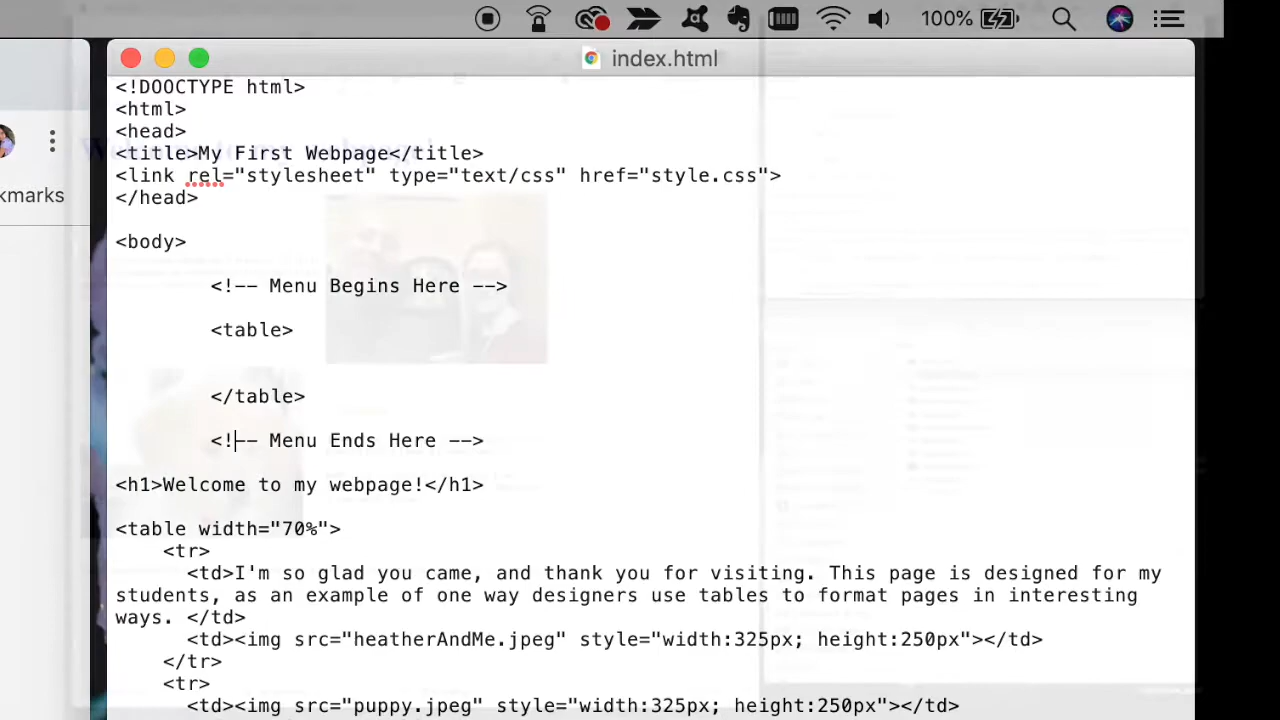 100%
index.html
kmarks
<!DOOCTYPE html>
<html>
<head>
<title>My First Webpage</title>
<link rel="stylesheet" type="text/css" href="style.css">
</head>
<body>
<!-- Menu Begins Here -->
<table>
</table>
<!-- Menu Ends Here -->
<h1>Welcome to my webpage!</h1>
<table width="70%">
<tr>
<td>I'm so glad you came, and thank you for visiting. This page is designed for my
students, as an example of one way designers use tables to format pages in interesting
ways. </td>
<td><img src="heatherAndMe.jpeg" style="width:325px; height:250px"></td>
</tr>
<tr>
<td><img src="puppy.jpeg" style="width:325px; height:250px"></td>